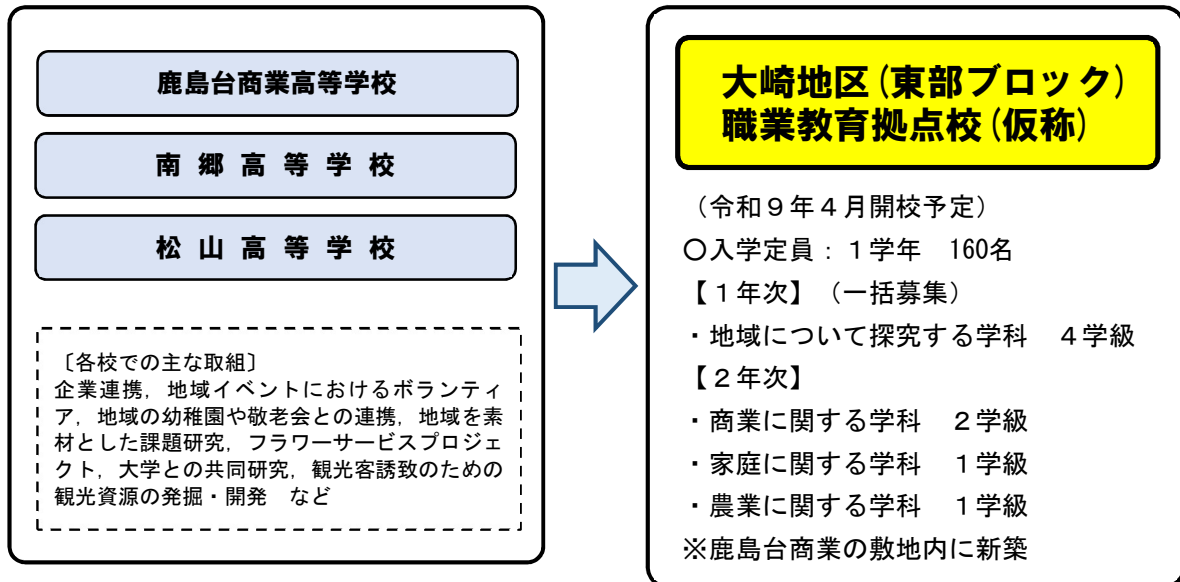 鹿島台商業高等学校
南郷高等学校
松山高等学校
〔各校での主な取組〕
企業連携，地域イベントにおけるボランティ
ア，地域の幼稚園や敬老会との連携，地域を素
材とした課題研究，フラワーサービスプロジェ
クト，大学との共同研究，観光客誘致のための
観光資源の発掘・開発　など
大崎地区(東部ブロック)
職業教育拠点校(仮称)
（令和９年４月開校予定）
〇入学定員：１学年　160名
【１年次】（一括募集）
・地域について探究する学科　４学級
【２年次】
・商業に関する学科　２学級
・家庭に関する学科　１学級
・農業に関する学科　１学級
※鹿島台商業の敷地内に新築